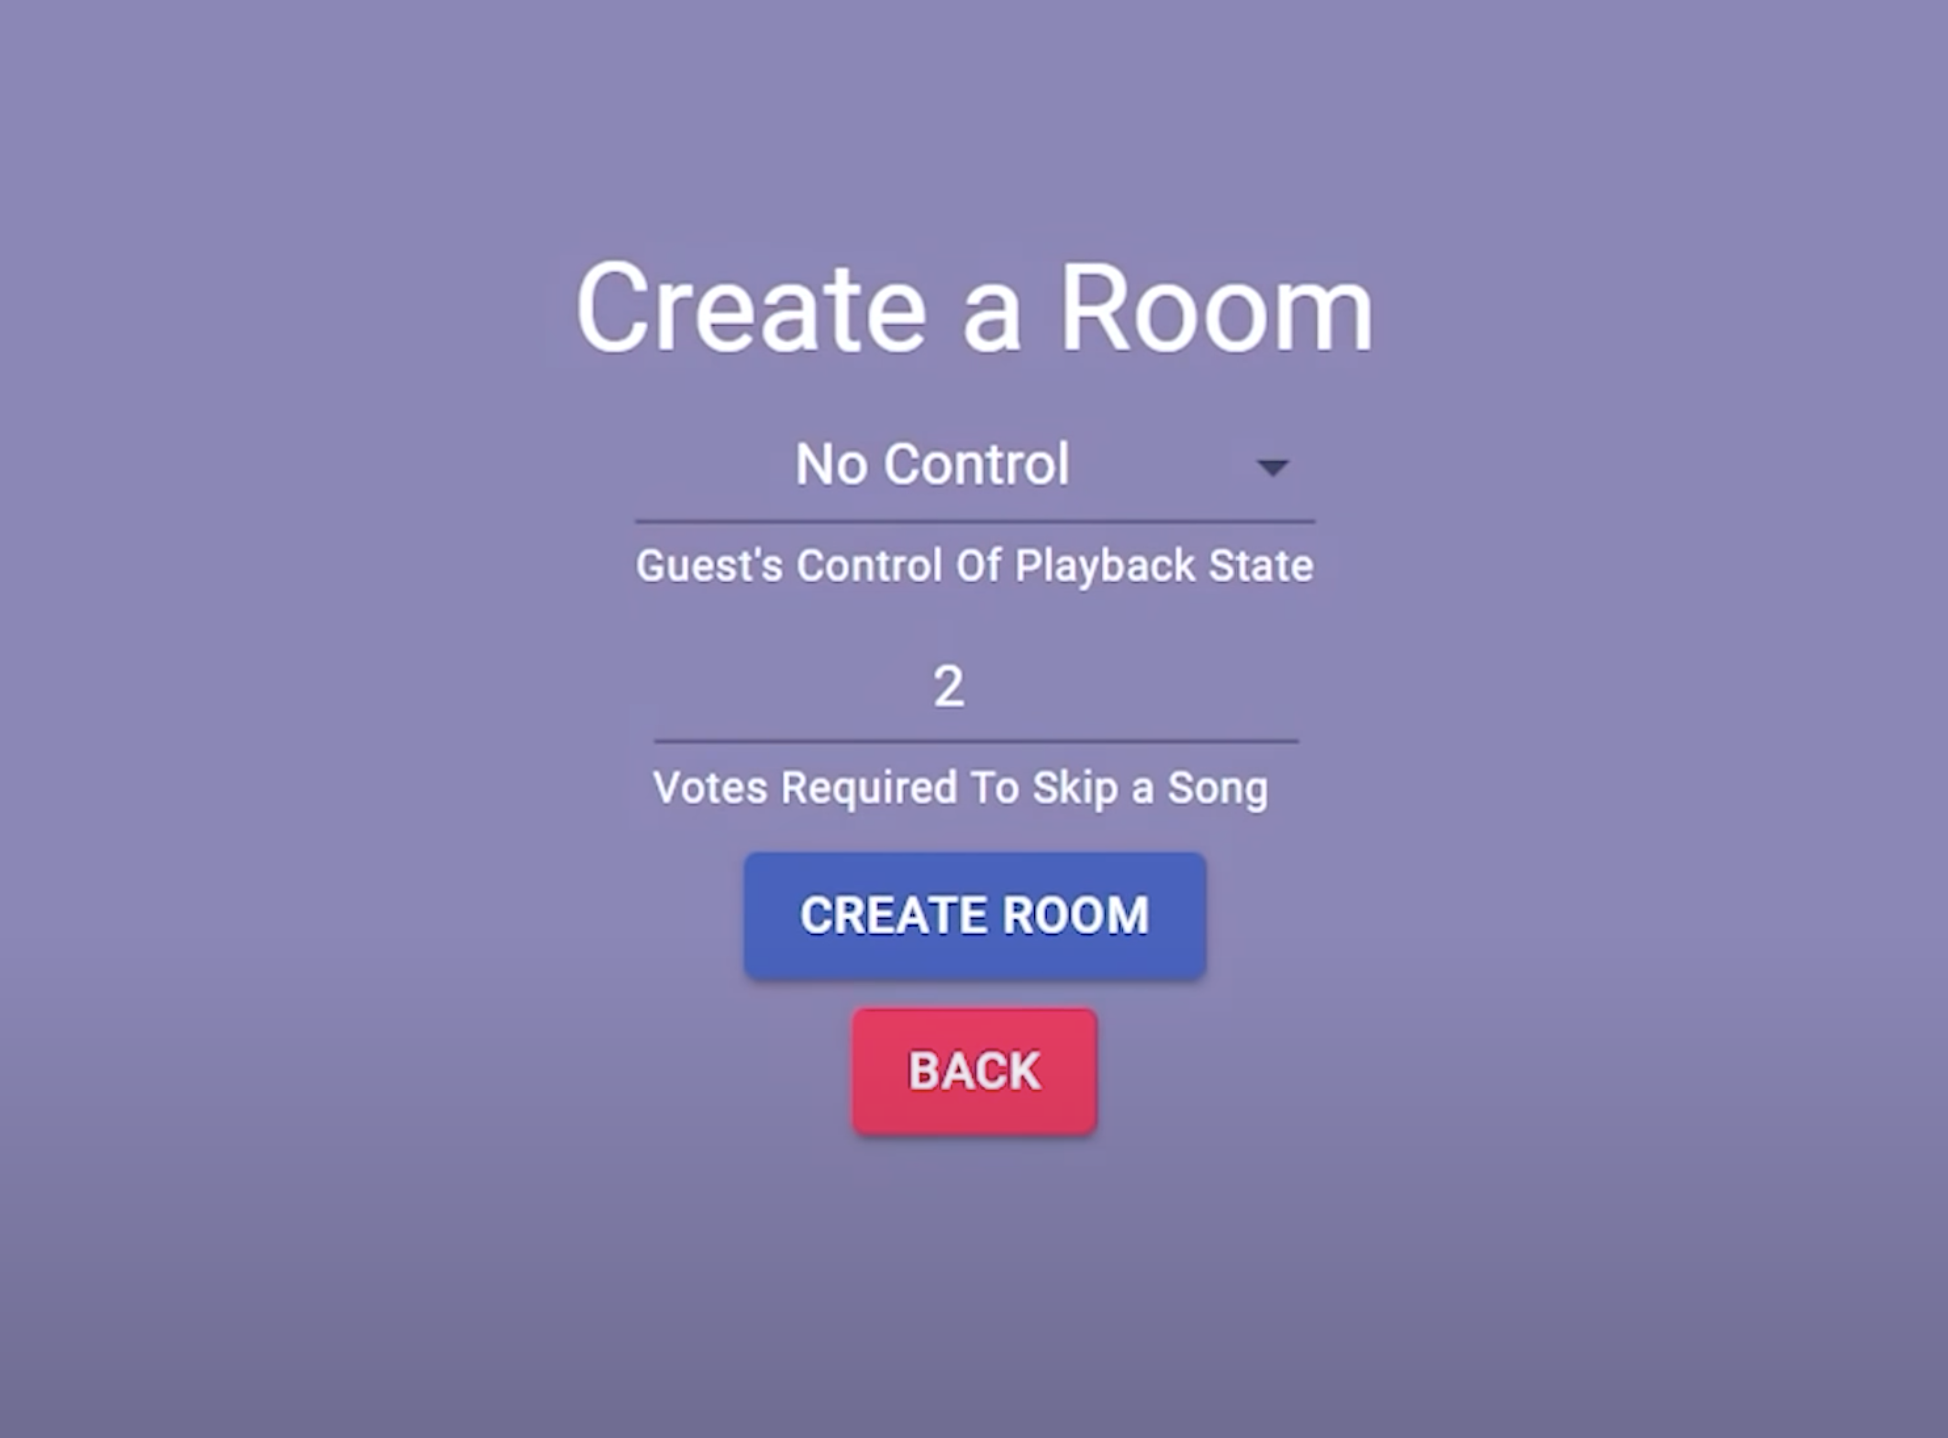 Create a Room
No Control
Guest's Control Of Playback State
2
Votes Required To Skip a Song
CREATE ROOM
BACK